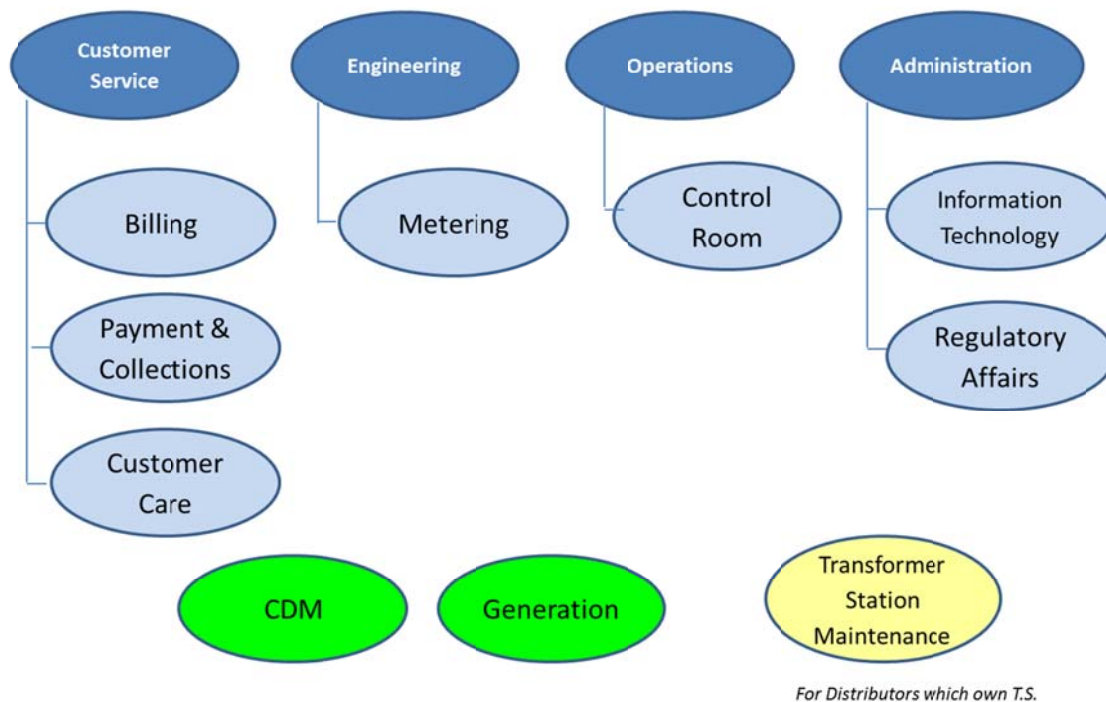 Customer
Service
Engineering
Operations
Administration
Billing
Metering
Control
Room
Information
Technology
Payment &
Collections
Regulatory
Affairs
Customer
Care
CDM
Generation
Transformer
Station
Maintenance
For Distributors which own T.S.